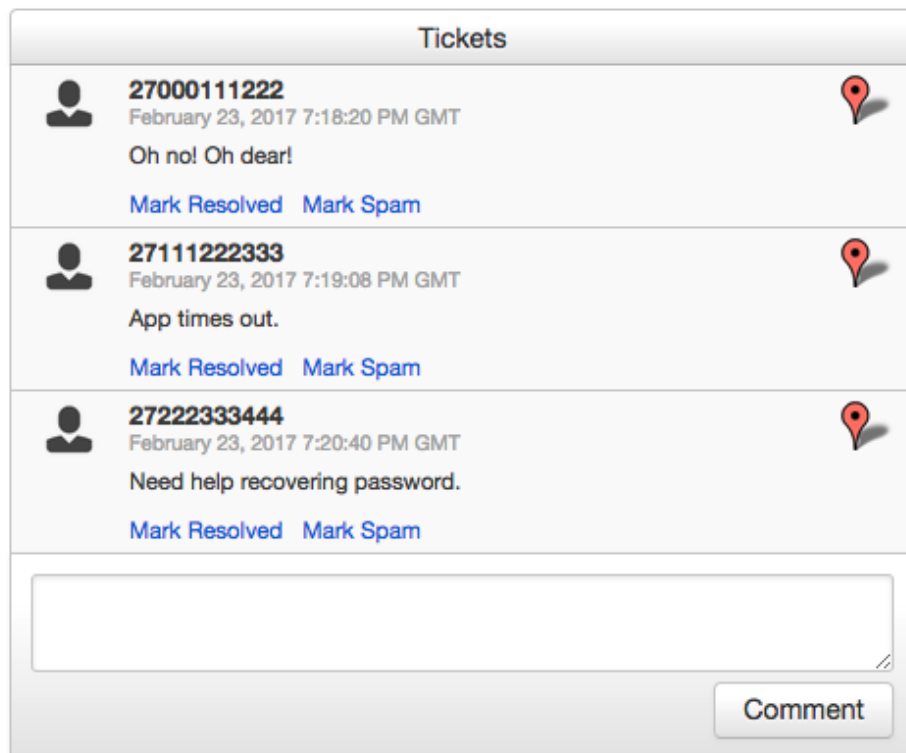 Tickets
27000111222
February 23, 2017 7:18:20 PM GMT
Oh no! Oh dear!
Mark Resolved Mark Spam
27111222333
February 23, 2017 7:19:08 PM GMT
App times out.
Mark Resolved Mark Spam
27222333444
February 23, 2017 7:20:40 PM GMT
Need help recovering password.
Mark Resolved Mark Spam
Comment